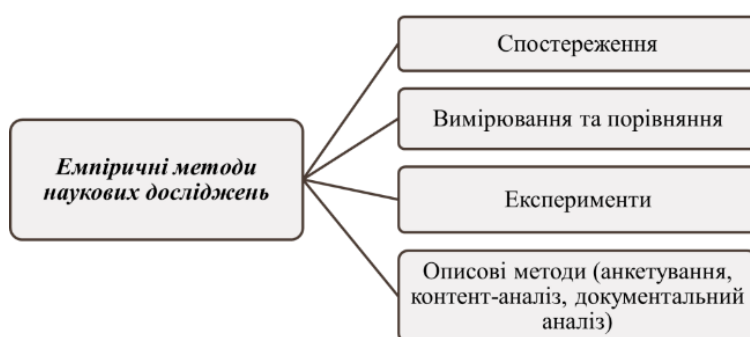 Емпіричні методи
наукових досліджень
Спостереження
Вимірювання та порівняння
Експерименти
Описові методи (анкетування,
контент-аналіз, документальний
аналіз)